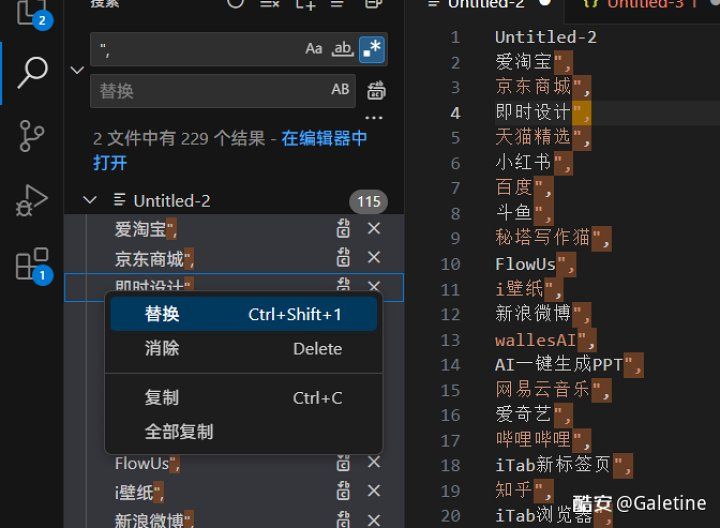 搜索
Untitled-2
Untitled-3 1
2
",
Aa
ab
替换
AB
2 文件中有 229 个结果 - 在编辑器中
打开
Untitled-2
115
爱淘宝",
京东商城",
即时设计",
替换 Ctrl+Shift+1
消除 Delete
复制 Ctrl+C
全部复制
FlowUs",
i壁纸",
新浪微博",
1
1 Untitled-2
2 爱淘宝",
3 京东商城",
4 即时设计",
5 天猫精选",
6 小红书",
7 百度",
8 斗鱼",
9 秘塔写作猫",
10 FlowUs",
11 i壁纸",
12 新浪微博",
13 wallesAI",
14 AI一键生成PPT",
15 网易云音乐",
16 爱奇艺",
17 哔哩哔哩",
18 iTab新标签页",
19 知乎",
20 iTab浏览器",
酷安@Galetine